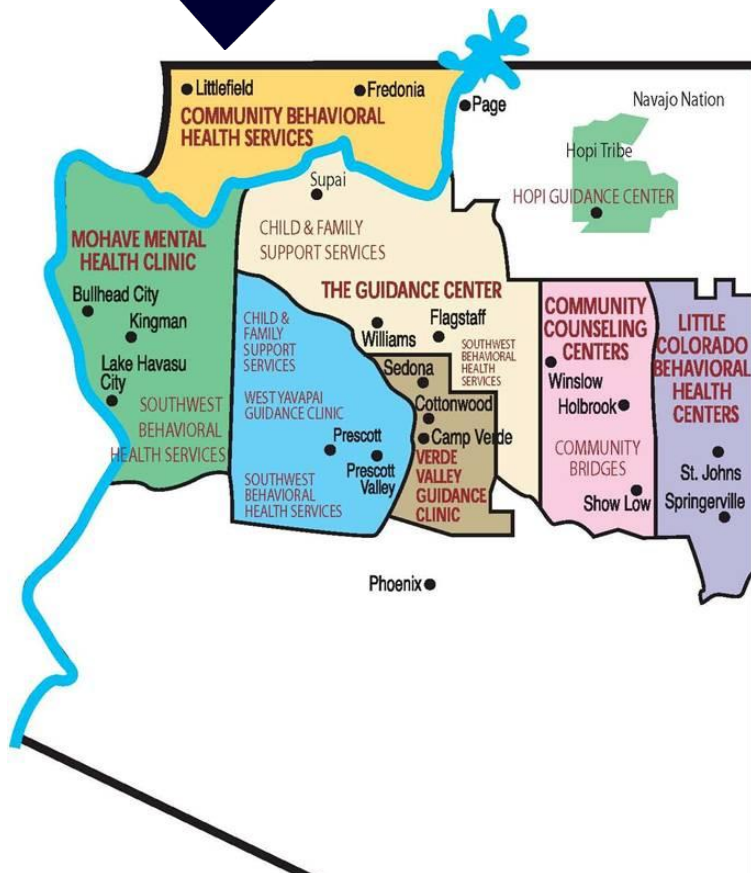 Littlefield
Fredonia
COMMUNITY BEHAVIORAL
HEALTH SERVICES
Page
Navajo Nation
Hopi Tribe
HOPI GUIDANCE CENTER
Supai
CHILD & FAMILY
SUPPORT SERVICES
MOHAVE MENTAL
HEALTH CLINIC
Bullhead City
Kingman
Lake Havasu
City
SOUTHWEST
BEHAVIORAL
HEALTH SERVICES
THE GUIDANCE CENTER
Williams
Flagstaff
SOUTHWEST
BEHAVIORAL
HEALTH
SERVICES
CHILD &
FAMILY
SUPPORT
SERVICES
WEST YAVAPAI
GUIDANCE CLINIC
Prescott
Prescott
Valley
SOUTHWEST
BEHAVIORAL
HEALTH SERVICES
Sedona
Cottonwood
Camp Verde
VERDE
VALLEY
GUIDANCE
CLINIC
COMMUNITY
COUNSELING
CENTERS
Winslow
Holbrook
COMMUNITY
BRIDGES
Show Low
LITTLE
COLORADO
BEHAVIORAL
HEALTH
CENTERS
St. Johns
Springerville
Phoenix